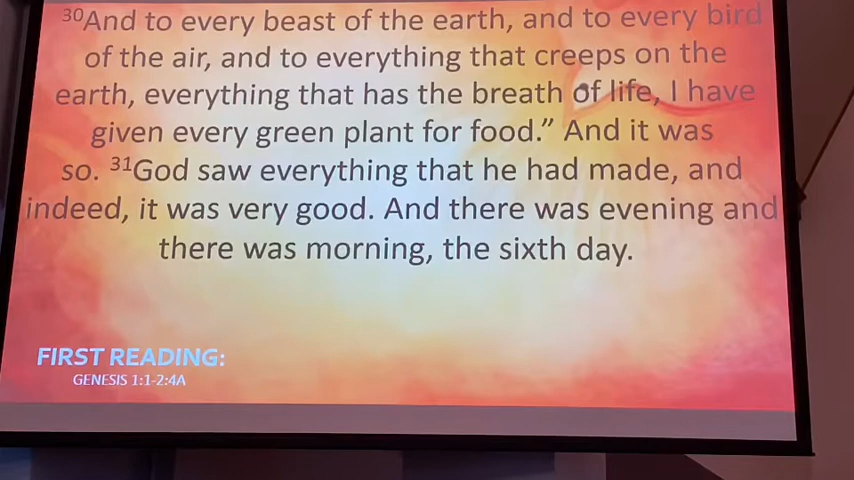 30And to every beast of the earth, and to every bird
of the air, and to everything that creeps on the
earth, everything that has the breath of life, I have
given every green plant for food.” And it was
so. 31God saw everything that he had made, and
indeed, it was very good. And there was evening and
there was morning, the sixth day.
FIRST READING:
GENESIS 1:1-2:4A